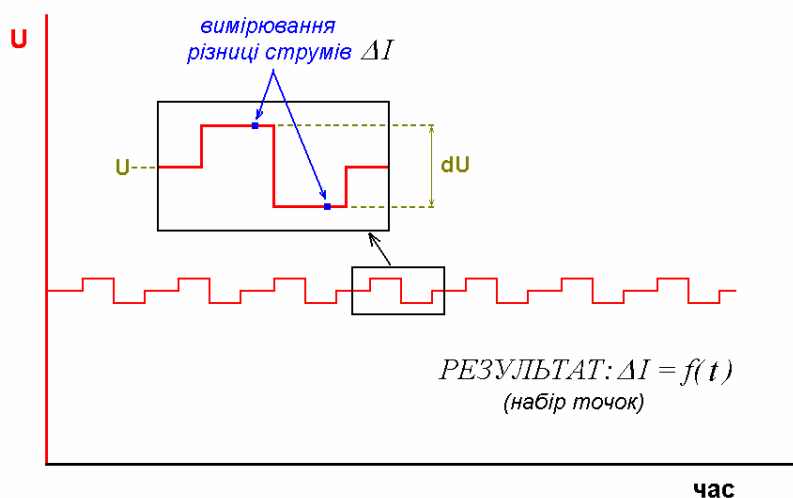 U
вимірювання
різниці струмів ΔI
U
dU
РЕЗУЛЬТАТ: ΔI = f(t)
(набір точок)
час